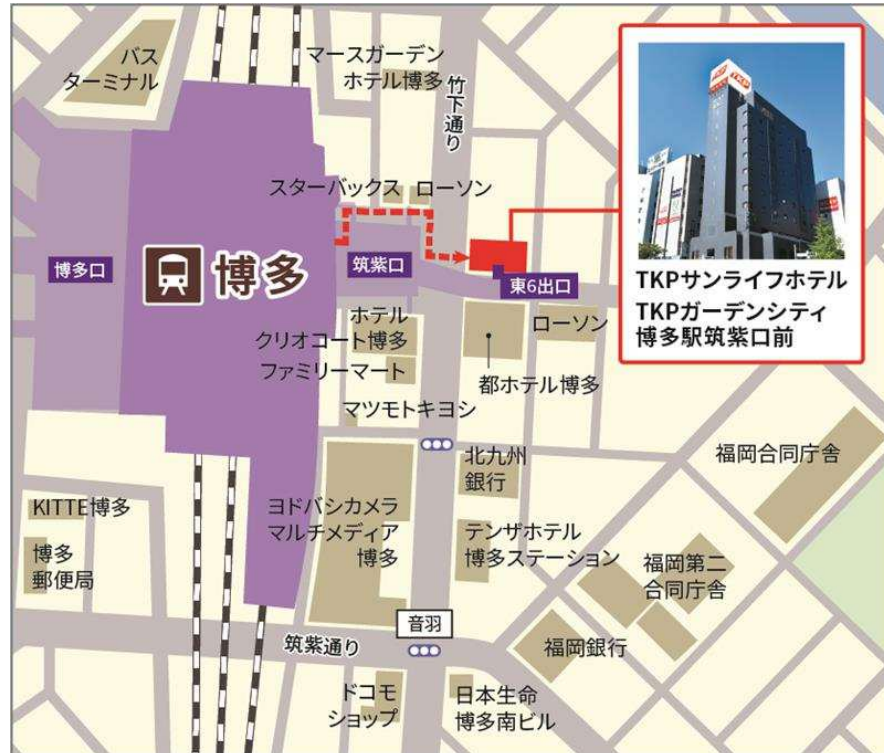 バス
ターミナル
マースガーデン
ホテル博多
竹下通り
スターバックス
ローソン
博多口
博多
筑紫口
東6出口
TKP
TKP
TKPサンライフホテル
TKPガーデンシティ
博多駅筑紫口前
ホテル
クリオコート博多
ローソン
ファミリーマート
都ホテル博多
マツモトキヨシ
北九州
銀行
福岡合同庁舎
KITTE博多
ヨドバシカメラ
マルチメディア
博多
テンザホテル
博多ステーション
博多
郵便局
福岡第二
合同庁舎
音羽
筑紫通り
福岡銀行
ドコモ
ショップ
日本生命
博多南ビル